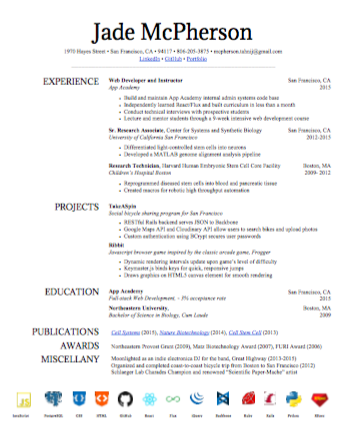 Jade McPherson
1970 Hayes Street • San Francisco, CA • 94117 • 806-203-3875 •
LinkedIn • GitHub • Portfolio
EXPERIENCE
Web Developer and Instructor San Francisco, CA
App Academy 2015
• Build and maintain App Academy internal admin systems code base
• Independently learned React/Flux and built curriculum in less than a month
• Conduct technical interviews with prospective students
• Lecture and mentor students through a 9-week intensive web development course
Sr. Research Associate, Center for Systems and Synthetic Biology San Francisco, CA
University of California San Francisco 2012-2015
• Differentiated light-controlled stem cells into neurons
• Developed a MATLAB genome alignment analysis pipeline
Research Technician, Harvard Human Embryonic Stem Cell Core Facility Boston, MA
Children's Hospital Boston 2009-2012
• Reprogrammed diseased stem cells into blood and pancreatic tissue
• Created macros for robotic high throughput automation
PROJECTS
TakeASpin
Social bicycle sharing program for San Francisco
• RESTful Rails backend serves JSON to Backbone
• Google Maps API and Cloudinary API allow users to search bikes and upload photos
• Custom authentication using BCrypt secures user passwords
Ribbit
Javascript browser game inspired by the classic arcade game, Frogger
• Dynamic rendering intervals update upon game's level of difficulty
• Keymaster.js binds keys for quick, responsive jumps
• Draws graphics on HTML5 canvas element for smooth rendering
EDUCATION
App Academy San Francisco, CA
Full-stack Web Development, - 5% acceptance rate 2015
Northeastern University, Boston, MA
Bachelor of Science in Biology, Cum Laude 2009
PUBLICATIONS
Cell Systems (2015), Nature Biotechnology (2014), Cell Stem Cell (2013)
AWARDS
Northeastern Provost Grant (2009), Merz Biotechnology Award (2007), FURI Award (2006)
MISCELLANY
Moonlighted as radio electronica DJ for the band, Great Highway (2013-2015)
Organized and completed coast-to-coast bicycle trip from Boston to San Francisco (2012)
Schlanger Lab Charades Champion and renowned "Scientific Paper-Mache" artist
JS
JavaScript PostgreSQL CSS HTML GitHub React Flux jQuery Backbone Ruby Rails Python